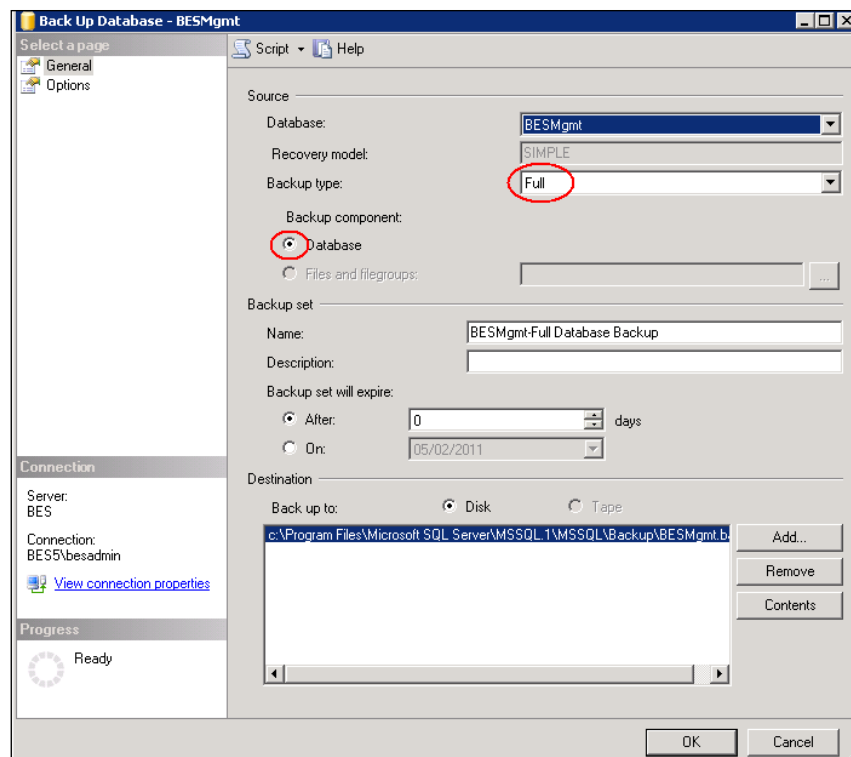 Back Up Database - BESMgmt
Select a page
General
Options
Script Help
Source
Database: BESMgmt
Recovery model: SIMPLE
Backup type: Full
Backup component:
Database
Files and filegroups: ...
Backup set
Name: BESMgmt-Full Database Backup
Description:
Backup set will expire:
After: 0 days
On: 05/02/2011
Destination
Back up to: Disk Tape
c:\Program Files\Microsoft SQL Server\MSSQL.1\MSSQL\Backup\BESMgmt.b
Add...
Remove
Contents
Connection
Server:
BES
Connection:
BES5\besadmin
View connection properties
Progress
Ready
OK Cancel